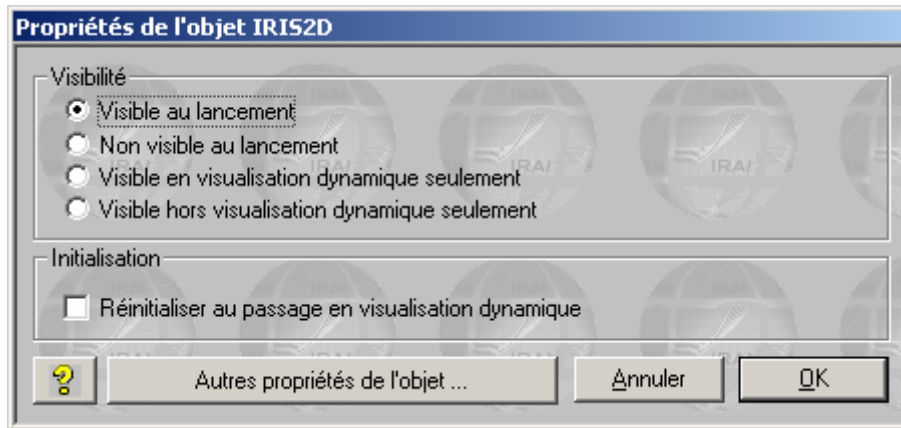 Propriétés de l'objet IRIS2D
Visibilité
Visible au lancement
Non visible au lancement
Visible en visualisation dynamique seulement
Visible hors visualisation dynamique seulement
Initialisation
Réinitialiser au passage en visualisation dynamique
Autres propriétés de l'objet ...
Annuler
OK